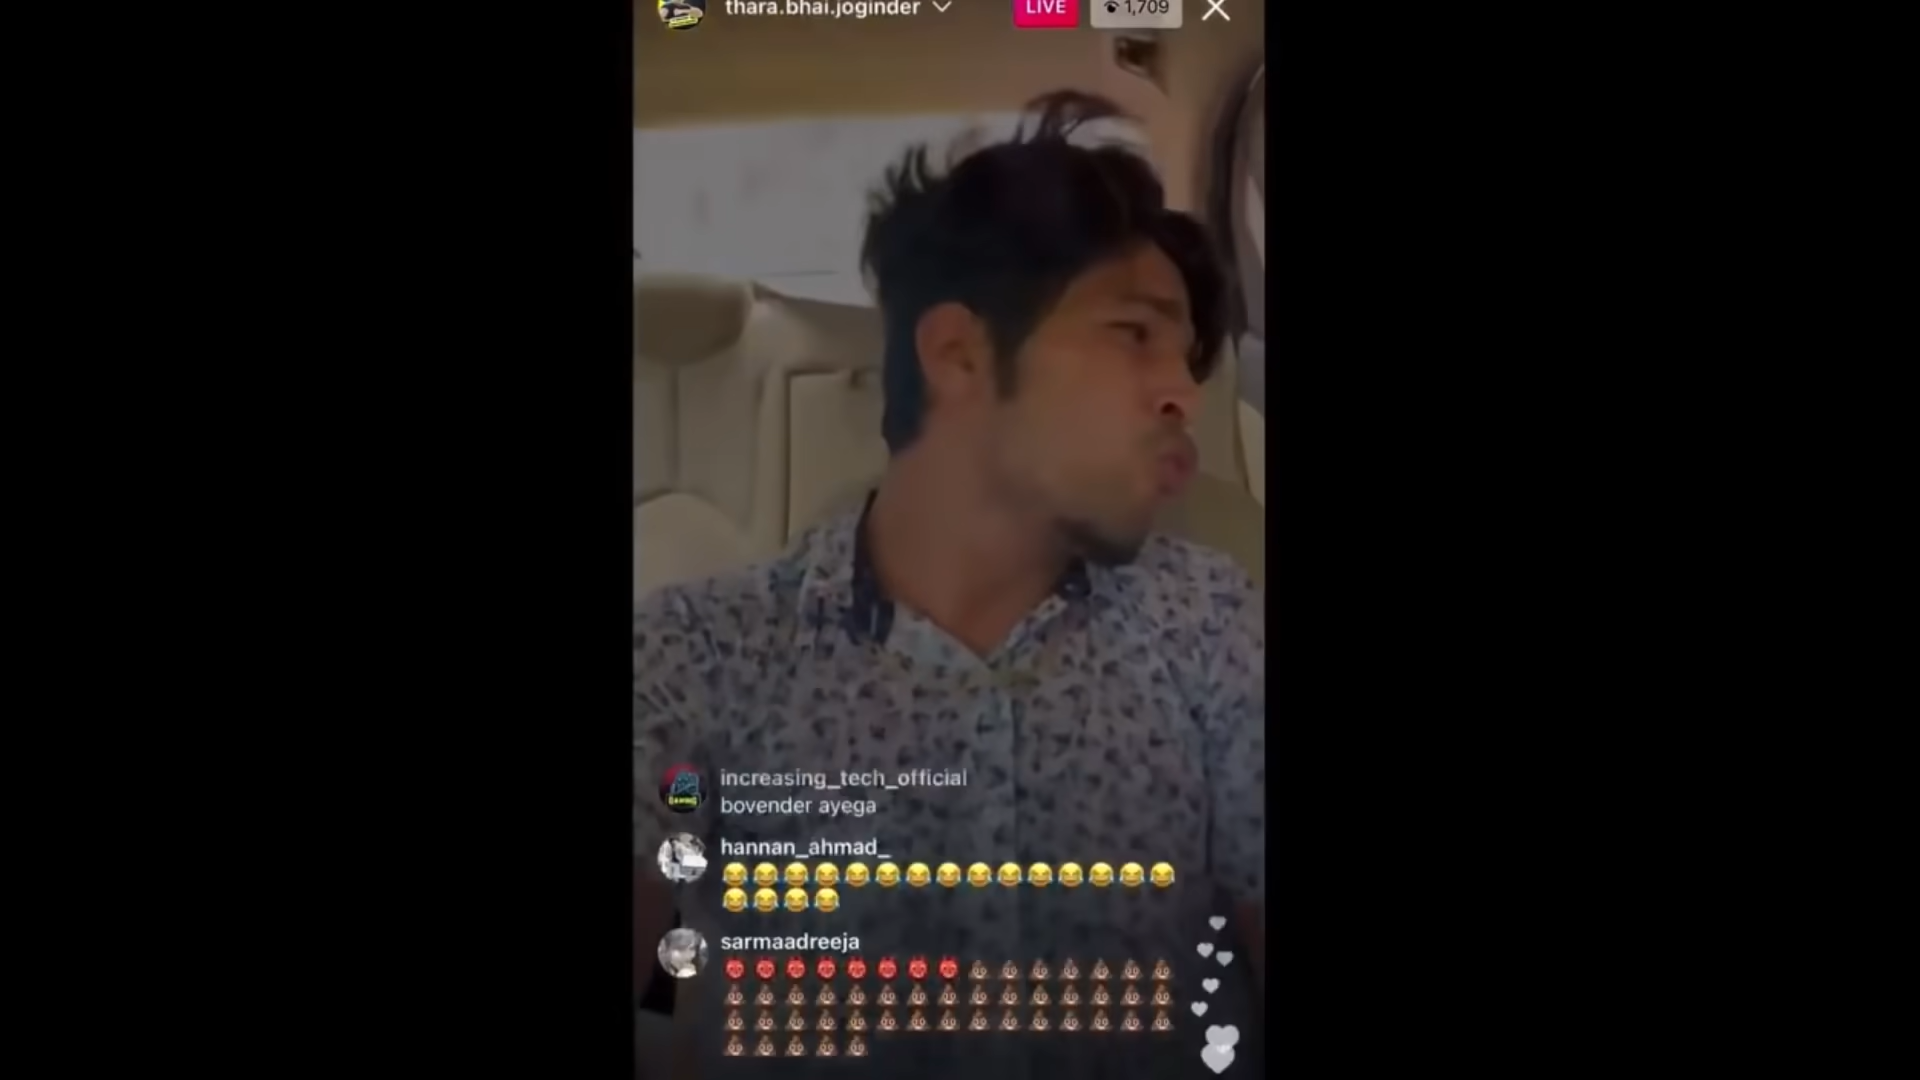 thara.bhai.joginder
LIVE
1,709
increasing_tech_official
bovender ayega
hannan_ahmad_
😂😂😂😂😂😂😂😂😂😂😂😂😂😂😂
😂😂😂😂
sarmaadreeja
👹👹👹👹👹👹👹👹💩💩💩💩💩💩💩
💩💩💩💩💩💩💩💩💩💩💩💩💩💩💩
💩💩💩💩💩💩💩💩💩💩💩💩💩💩💩
💩💩💩💩💩